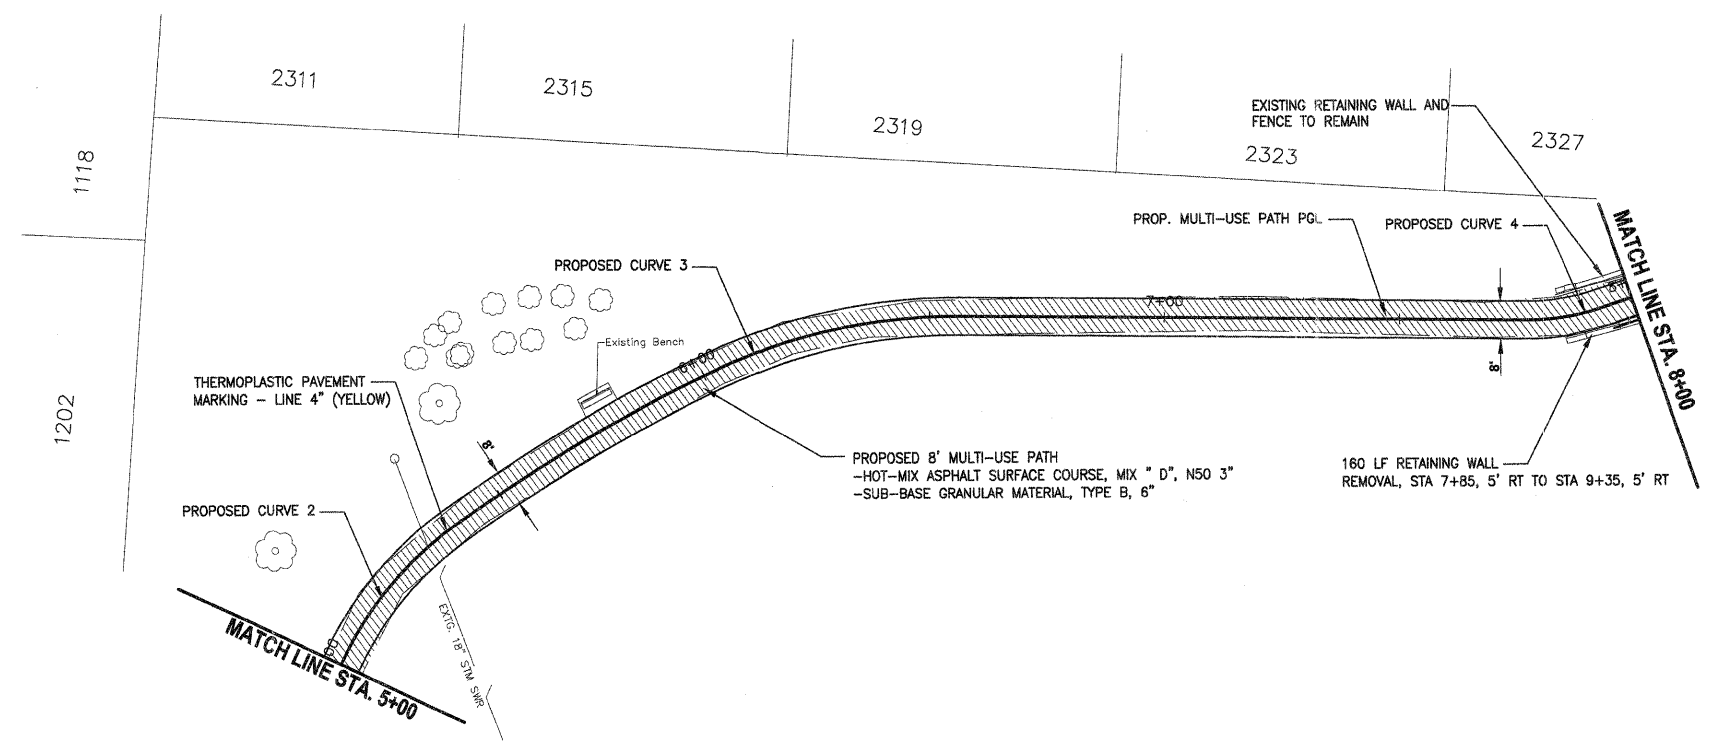 2311
2315
2319
2323
2327
1118
1202
EXISTING RETAINING WALL AND
FENCE TO REMAIN
PROP. MULTI-USE PATH PGL
PROPOSED CURVE 4
MATCH LINE STA. 8+00
PROPOSED CURVE 3
7+00
Existing Bench
6+00
8'
THERMOPLASTIC PAVEMENT
MARKING - LINE 4" (YELLOW)
8'
PROPOSED 8' MULTI-USE PATH
-HOT-MIX ASPHALT SURFACE COURSE, MIX " D", N50 3"
-SUB-BASE GRANULAR MATERIAL, TYPE B, 6"
160 LF RETAINING WALL
REMOVAL, STA 7+85, 5' RT TO STA 9+35, 5' RT
PROPOSED CURVE 2
EXTG. 18" STM SWR
MATCH LINE STA. 5+00